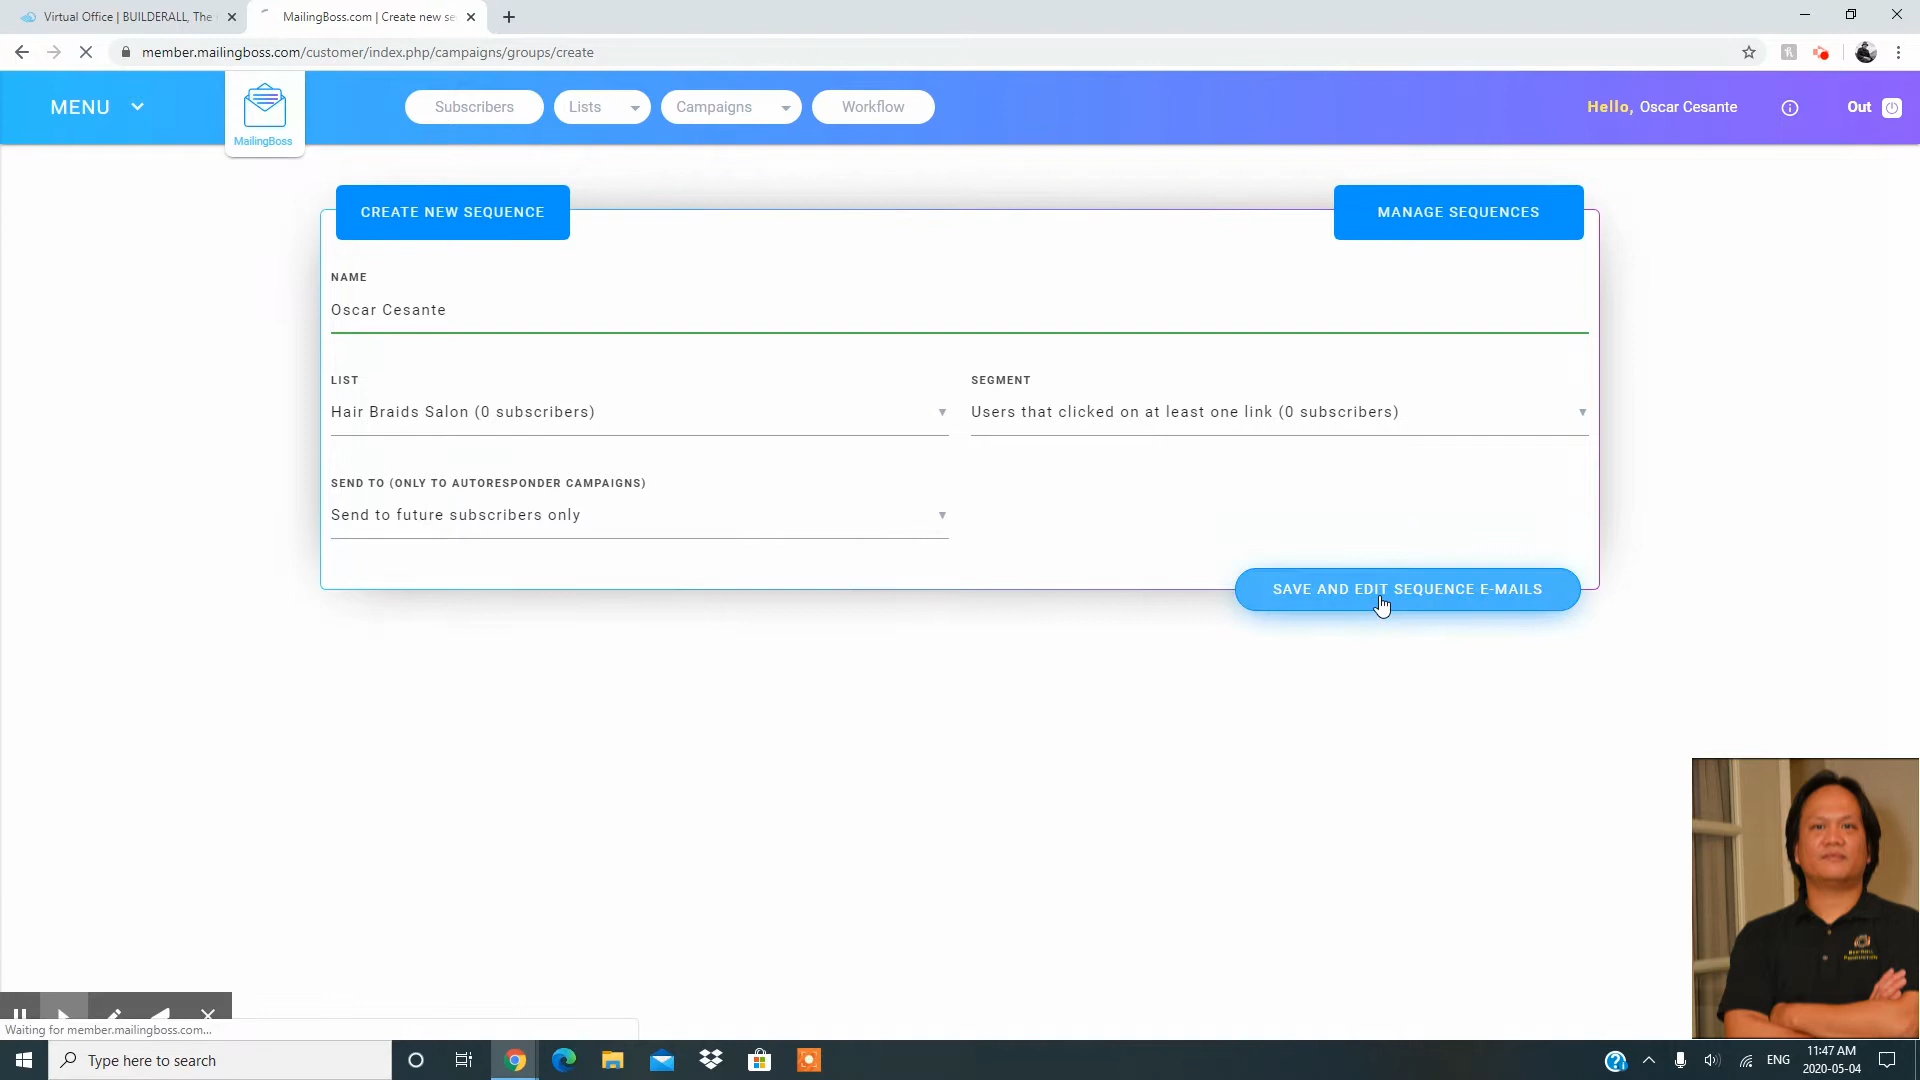 Virtual Office | BUILDERALL, The
MailingBoss.com | Create new se
member.mailingboss.com/customer/index.php/campaigns/groups/create
MENU
MailingBoss
Subscribers
Lists
Campaigns
Workflow
Hello, Oscar Cesante
Out
CREATE NEW SEQUENCE
MANAGE SEQUENCES
NAME
Oscar Cesante
LIST
SEGMENT
Hair Braids Salon (0 subscribers)
Users that clicked on at least one link (0 subscribers)
SEND TO (ONLY TO AUTORESPONDER CAMPAIGNS)
Send to future subscribers only
SAVE AND EDIT SEQUENCE E-MAILS
Waiting for member.mailingboss.com...
Type here to search
ENG
11:47 AM
2020-05-04